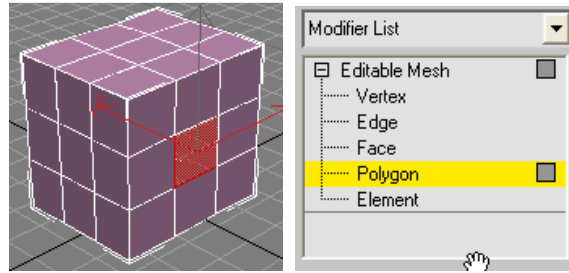 Modifier List
Editable Mesh
Vertex
Edge
Face
Polygon
Element